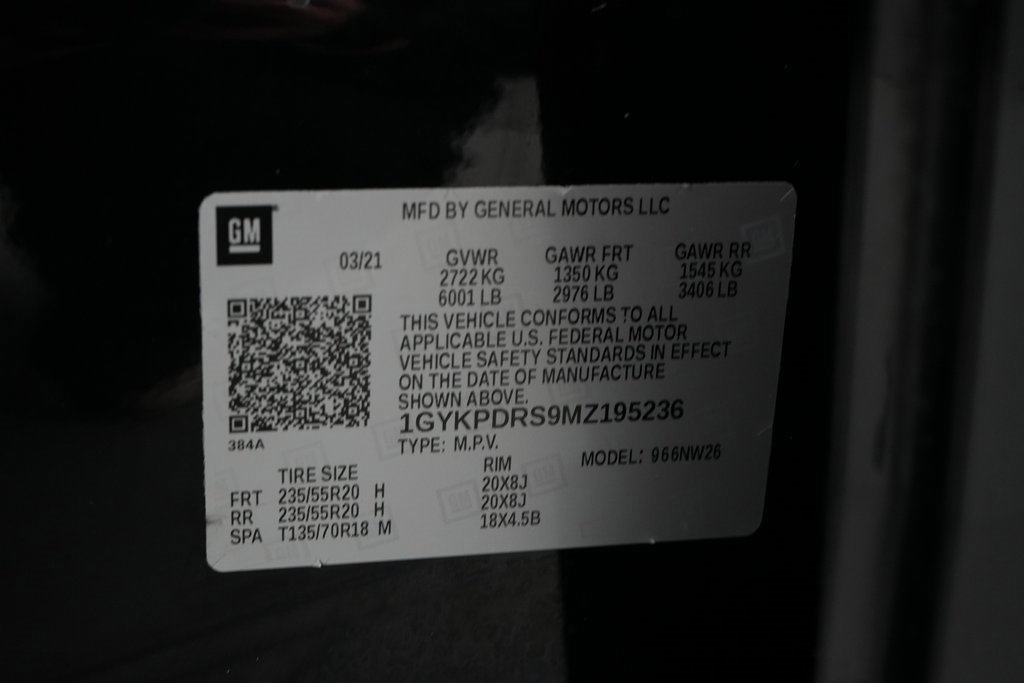 GM
MFD BY GENERAL MOTORS LLC
03/21 GVWR GAWR FRT GAWR RR
2722 KG 1350 KG 1545 KG
6001 LB 2976 LB 3406 LB
THIS VEHICLE CONFORMS TO ALL
APPLICABLE U.S. FEDERAL MOTOR
VEHICLE SAFETY STANDARDS IN EFFECT
ON THE DATE OF MANUFACTURE
SHOWN ABOVE.
1GYKPDRS9MZ195236
384A
TYPE: M.P.V.
MODEL: 966NW26
TIRE SIZE RIM
FRT 235/55R20 H 20X8J
RR 235/55R20 H 20X8J
SPA T135/70R18 M 18X4.5B